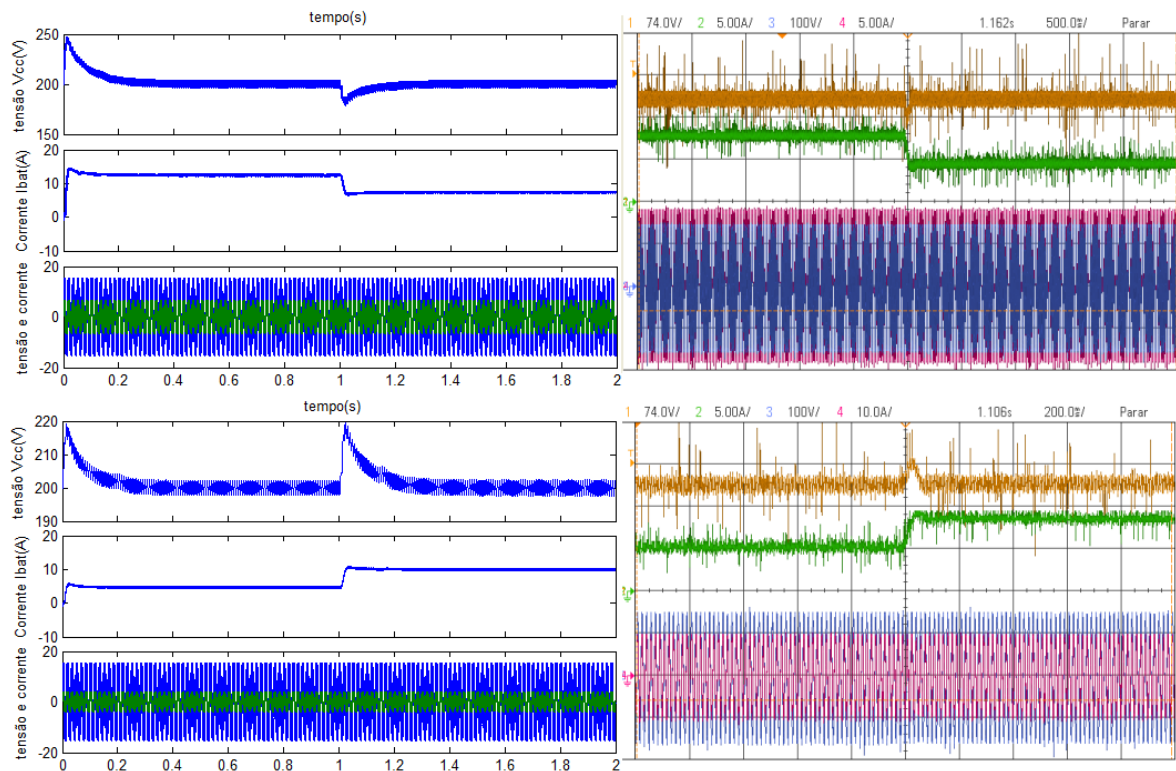 tempo(s)
tensão Vcc(V)
250
200
150
Corrente Ibat(A)
20
10
0
10
tensão e corrente
20
0
-20
0 0.2 0.4 0.6 0.8 1 1.2 1.4 1.6 1.8 2
1 74.0V/ 2 5.00A/ 3 100V/ 4 5.00A/ 1.162s 500.0m/ Parar
tempo(s)
tensão Vcc(V)
220
210
200
190
Corrente Ibat(A)
20
10
0
-10
tensão e corrente
20
0
-20
0 0.2 0.4 0.6 0.8 1 1.2 1.4 1.6 1.8 2
1 74.0V/ 2 5.00A/ 3 100V/ 4 10.0A/ 1.106s 200.0m/ Parar